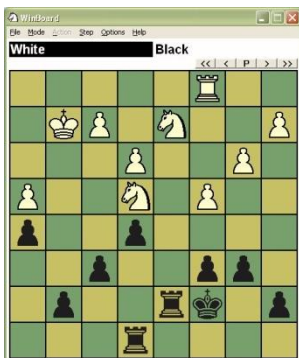 WinBoard
File Mode Action Step Options Help
White Black
<< < P > >>